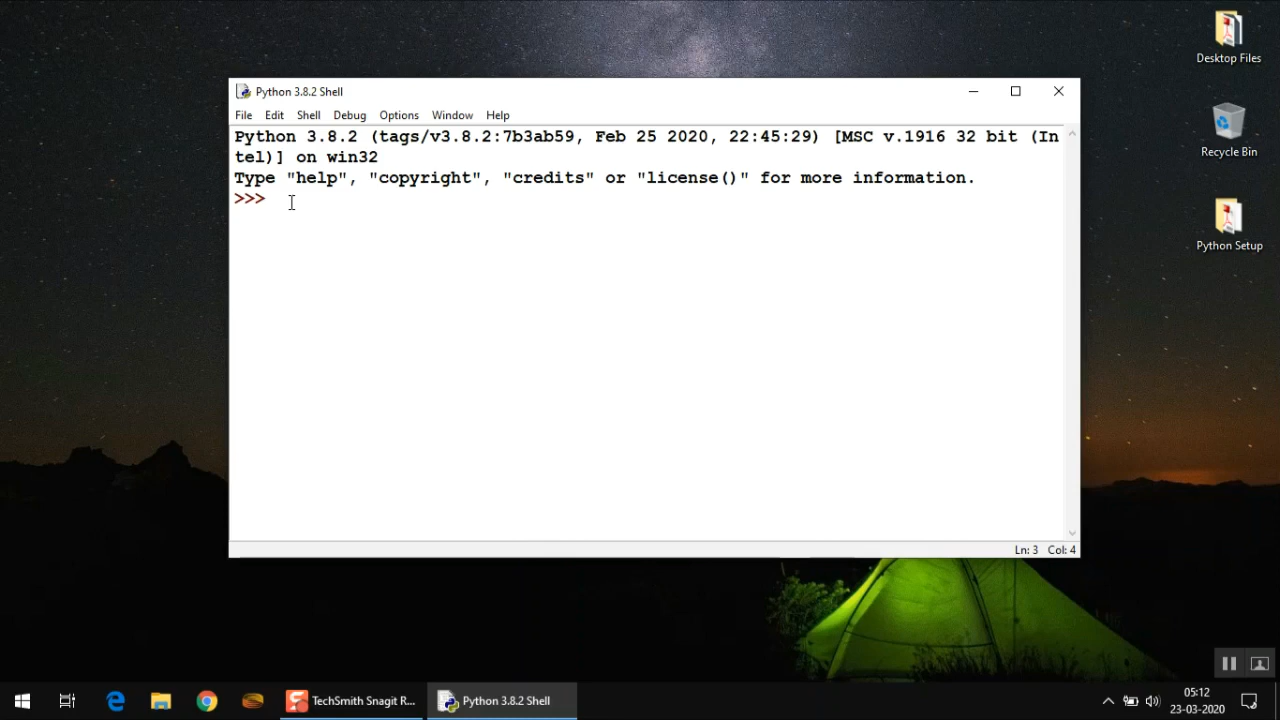 Desktop Files
Recycle Bin
Python Setup
Python 3.8.2 Shell
File Edit Shell Debug Options Window Help
Python 3.8.2 (tags/v3.8.2:7b3ab59, Feb 25 2020, 22:45:29) [MSC v.1916 32 bit (In
tel)] on win32
Type "help", "copyright", "credits" or "license()" for more information.
>>>
Ln: 3 Col: 4
TechSmith Snagit R...
Python 3.8.2 Shell
05:12
23-03-2020